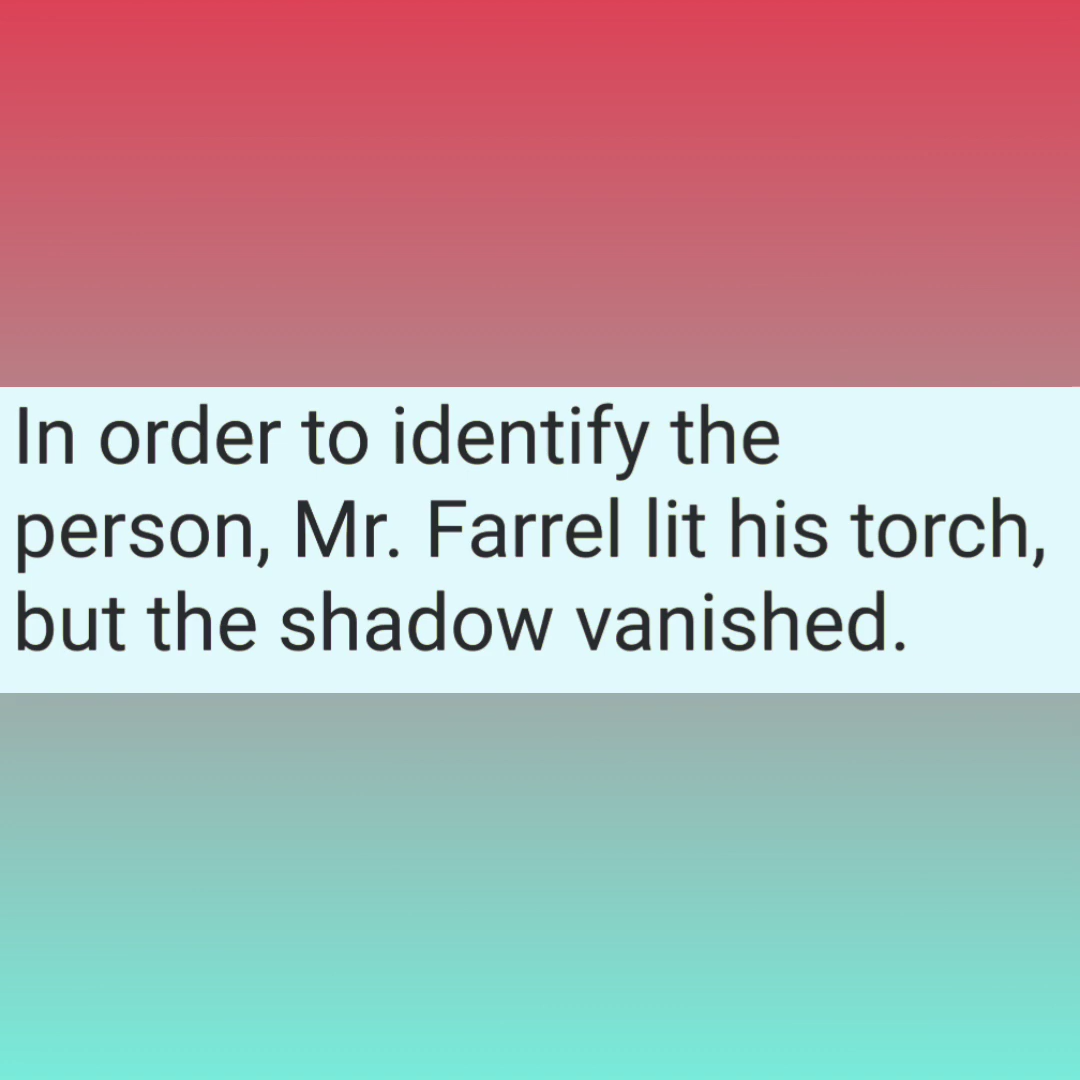 In order to identify the
person, Mr. Farrel lit his torch,
but the shadow vanished.